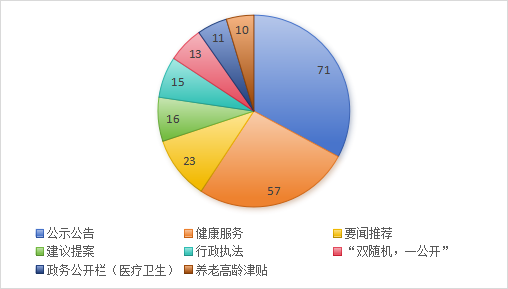 10
11
71
13
15
16
23
57
公示公告 健康服务 要闻推荐
建议提案 行政执法 “双随机，一公开”
政务公开栏（医疗卫生） 养老高龄津贴